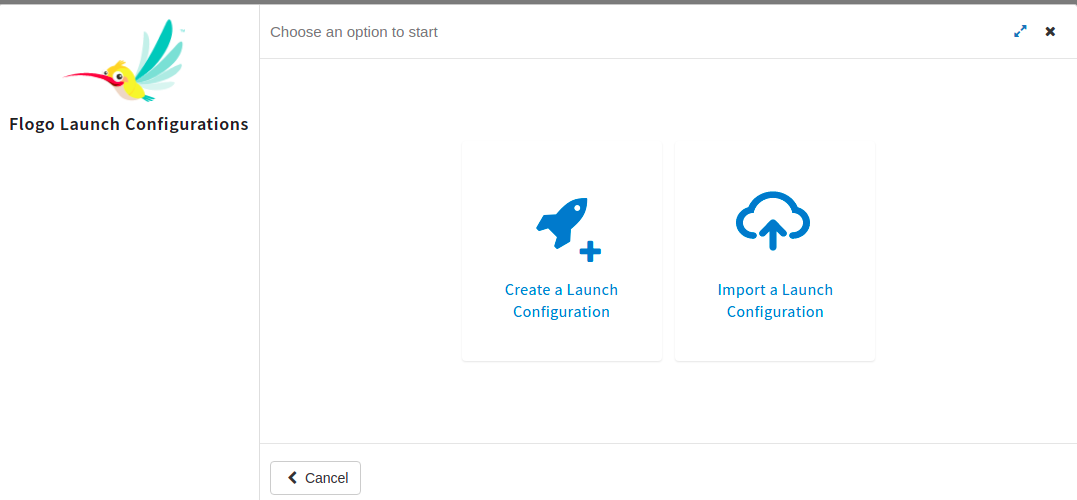 Choose an option to start
Flogo Launch Configurations
Create a Launch
Configuration
Import a Launch
Configuration
Cancel